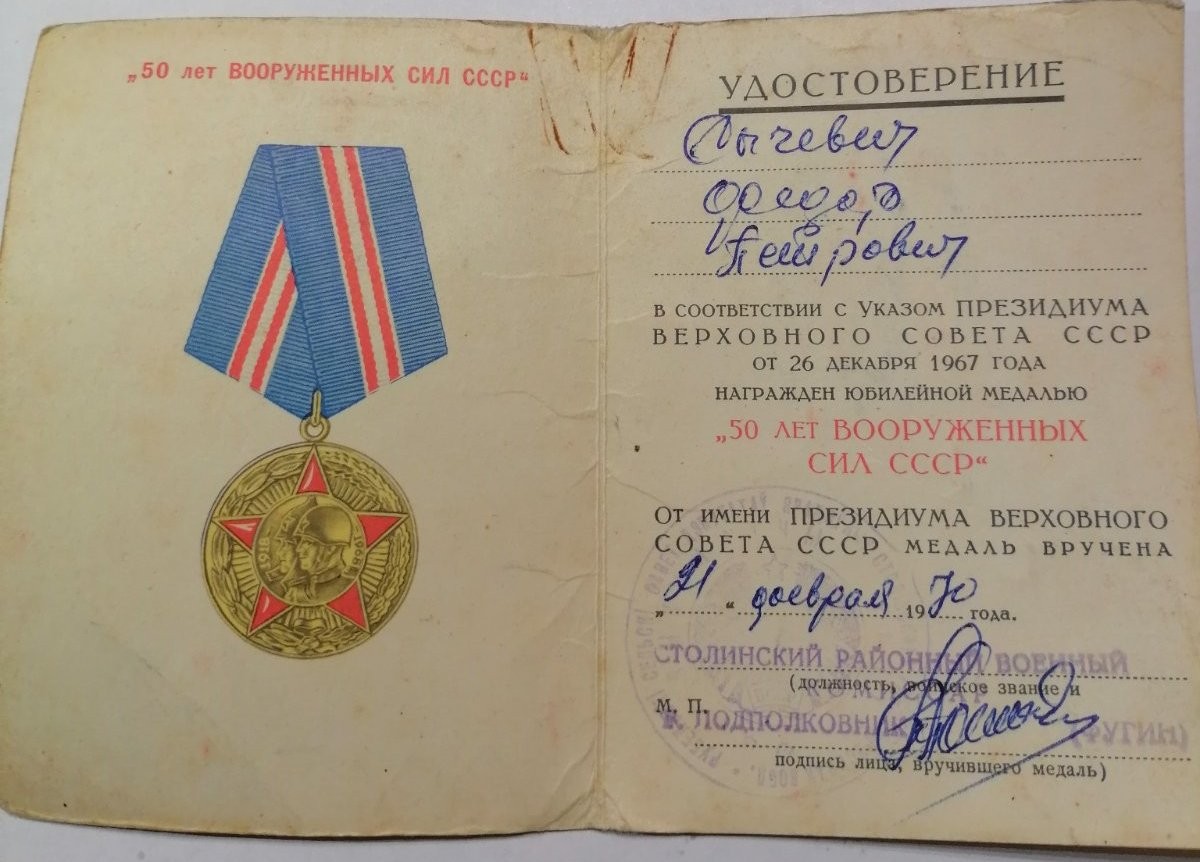 „50 лет ВООРУЖЕННЫХ СИЛ СССР“
УДОСТОВЕРЕНИЕ
Сычевич
Федор
Петрович
в соответствии с Указом ПРЕЗИДИУМА
ВЕРХОВНОГО СОВЕТА СССР
от 26 декабря 1967 года
награжден юбилейной медалью
„50 лет ВООРУЖЕННЫХ
СИЛ СССР“
От имени ПРЕЗИДИУМА ВЕРХОВНОГО
СОВЕТА СССР медаль вручена
„21“ февраля 1970 года.
СТОЛИНСКИЙ РАЙОННЫЙ ВОЕННЫЙ
(должность, воинское звание и
КОМИССАР
М. П.
ПОДПОЛКОВНИК (ФУГИН)
подпись лица, вручившего медаль)